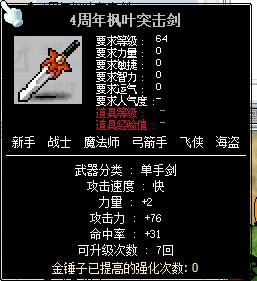 4周年枫叶突击剑
要求等级： 64
要求力量： 0
要求敏捷： 0
要求智力： 0
要求运气： 0
要求人气度： -
道具等级： -
道具经验值： -
新手 战士 魔法师 弓箭手 飞侠 海盗
武器分类 ： 单手剑
攻击速度 ： 快
力量 ： +2
攻击力 ： +76
命中率 ： +31
可升级次数 ： 7回
金锤子已提高的强化次数: 0